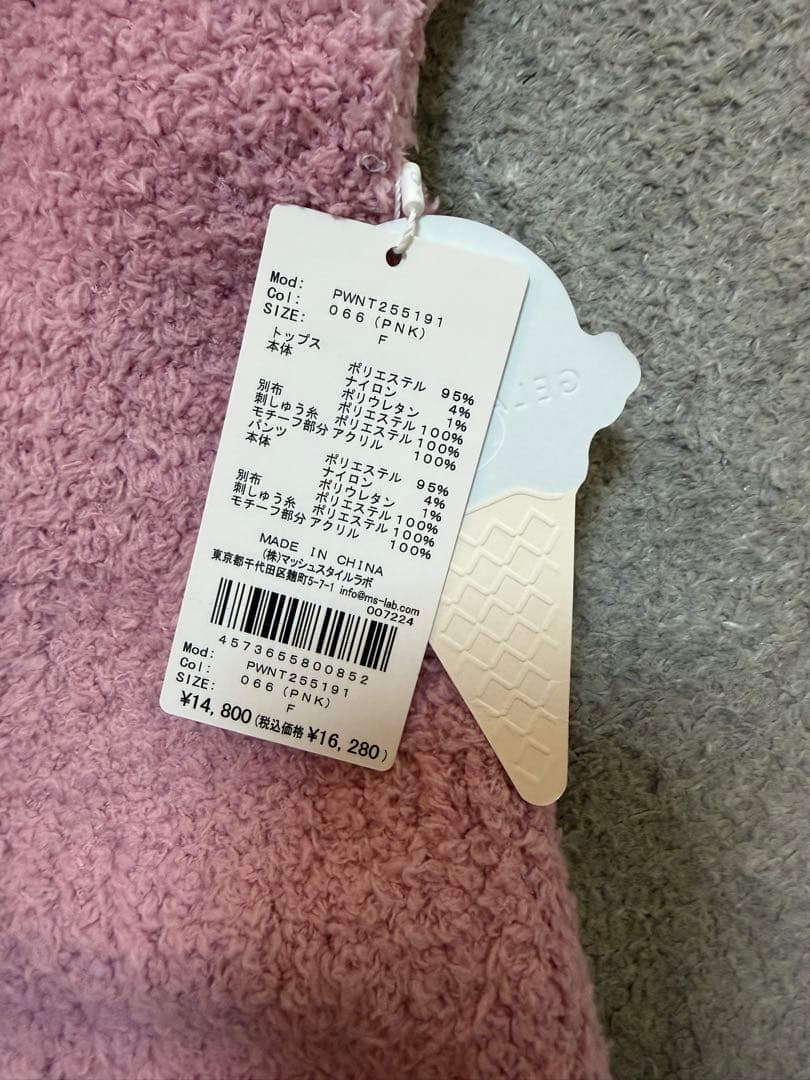 Mod: PWNT255191
Col: 066(PNK)
SIZE: F
トップス
本体 ポリエステル 95%
ナイロン 4%
ポリウレタン 1%
別布 ポリエステル 100%
刺しゅう糸 ポリエステル 100%
モチーフ部分 アクリル 100%
パンツ
本体 ポリエステル 95%
ナイロン 4%
ポリウレタン 1%
別布 ポリエステル 100%
刺しゅう糸 ポリエステル 100%
モチーフ部分 アクリル 100%
MADE IN CHINA
(株)マッシュスタイルラボ
東京都千代田区麹町5-7-1 info@ms-lab.com
007224
4573655800852
Mod: PWNT255191
Col: 066(PNK)
SIZE: F
¥14,800(税込価格¥16,280)